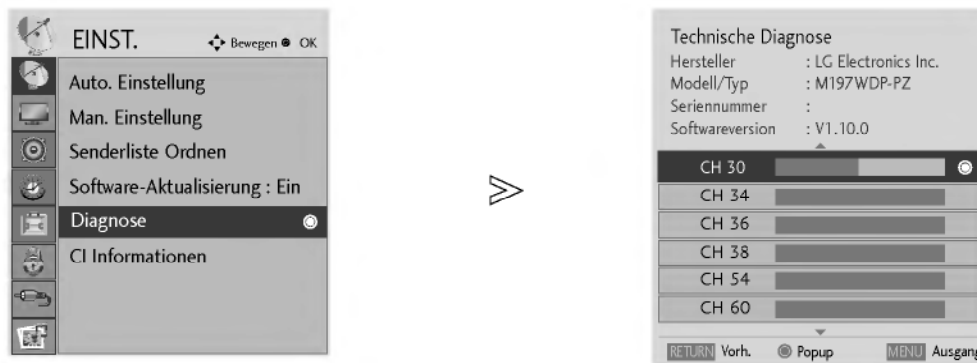 EINST.
Bewegen OK
Auto. Einstellung
Man. Einstellung
Senderliste Ordnen
Software-Aktualisierung : Ein
Diagnose
CI Informationen
Technische Diagnose
Hersteller : LG Electronics Inc.
Modell/Typ : M197WDP-PZ
Seriennummer :
Softwareversion : V1.10.0
CH 30
CH 34
CH 36
CH 38
CH 54
CH 60
RETURN Vorh. Popup MENU Ausgang